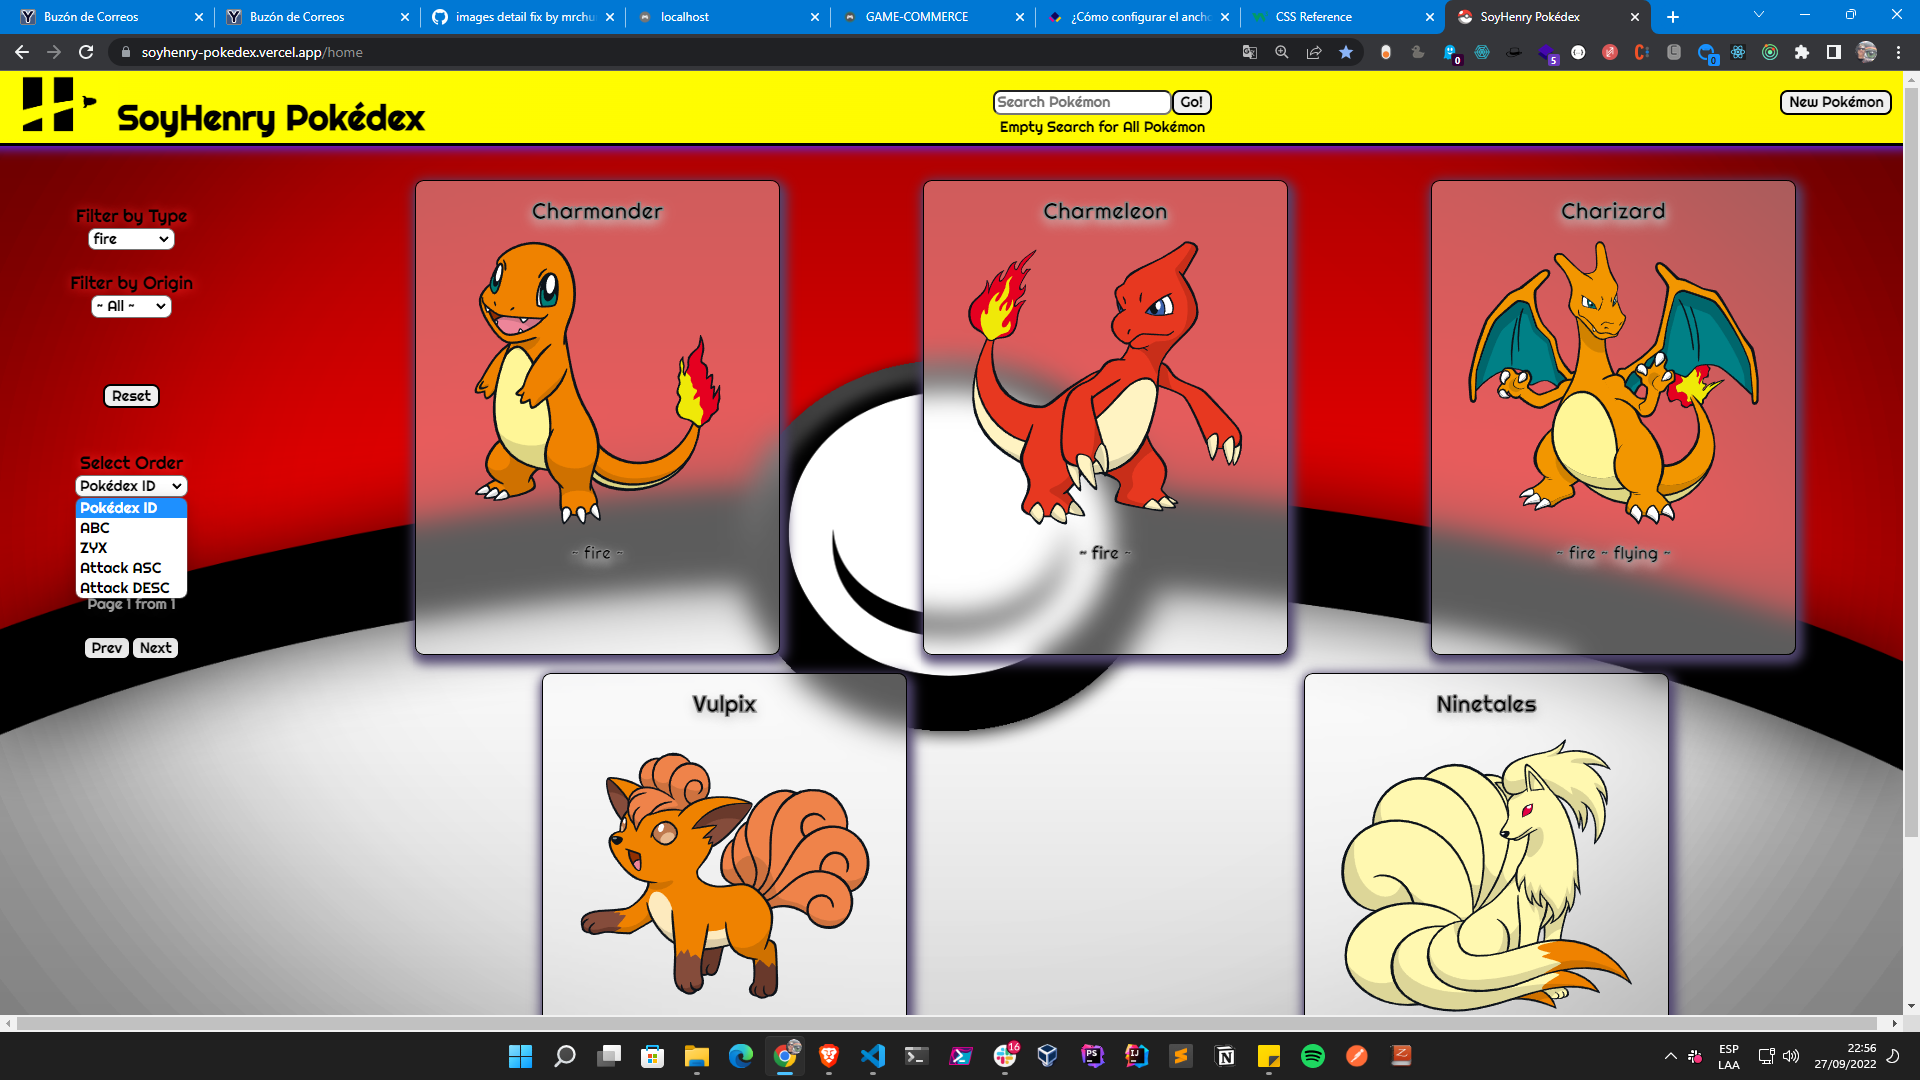 Buzón de Correos
Buzón de Correos
images detail fix by mrchu
localhost
GAME-COMMERCE
¿Cómo configurar el ancho
CSS Reference
SoyHenry Pokédex
soyhenry-pokedex.vercel.app/home
0
5
0
SoyHenry Pokédex
Search Pokémon
Go!
Empty Search for All Pokémon
New Pokémon
Filter by Type
fire
Filter by Origin
~ All ~
Reset
Select Order
Pokédex ID
Pokédex ID
ABC
ZYX
Attack ASC
Attack DESC
Page 1 from 1
Prev
Next
Charmander
~ fire ~
Charmeleon
~ fire ~
Charizard
~ fire ~ flying ~
Vulpix
Ninetales
16
ESP
LAA
22:56
27/09/2022